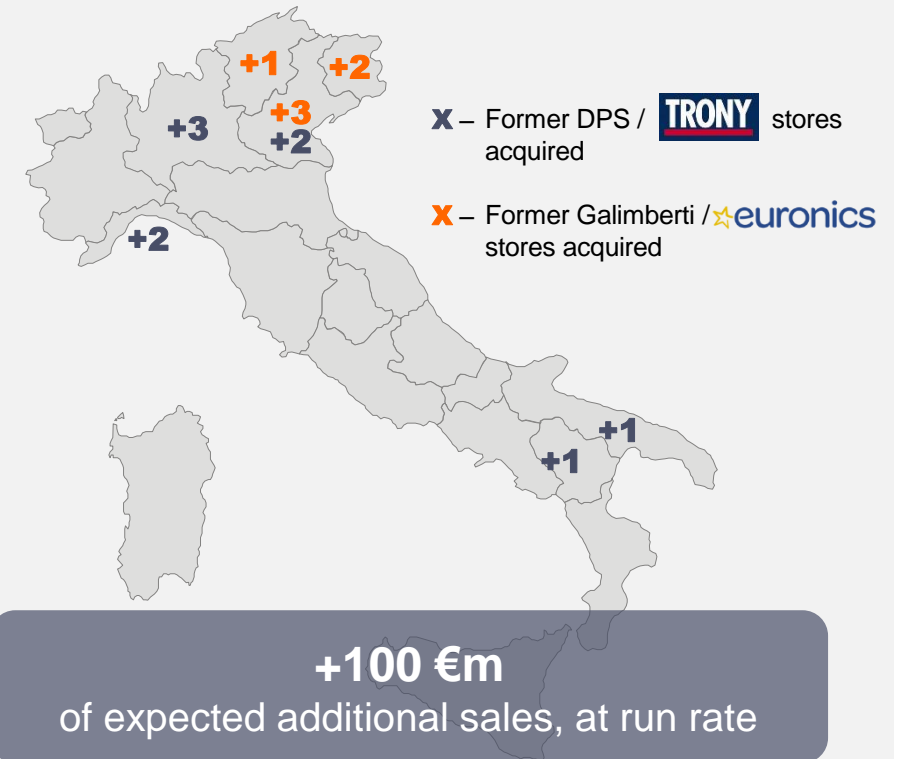 +1
+2
+3
+3
+2
+2
+1
+1
X – Former DPS / TRONY stores
acquired
X – Former Galimberti / euronics
stores acquired
+100 €m
of expected additional sales, at run rate